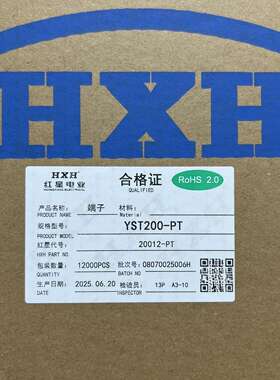 HXH
HXH
红星电业
合格证
QUALIFIED
RoHS 2.0
产品名称: 端子 材料:
PRODUCT NAME Material
规格型号: YST200-PT
PRODUCT MODEL
红星代号: 20012-PT
HXH PART NO.
包装数量: 12000PCS 批次号: 08070025006H
QUANTITY BATCH NO
生产日期: 2025.06.20 检验员: 13P A3-10
DATE INSPECTOR